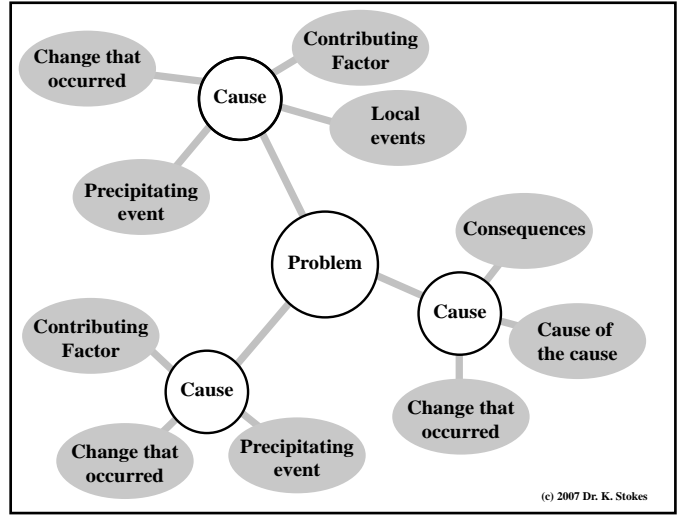 Change that
occurred
Contributing
Factor
Cause
Local
events
Precipitating
event
Consequences
Problem
Cause
Cause of
the cause
Contributing
Factor
Cause
Change that
occurred
Change that
occurred
Precipitating
event
(c) 2007 Dr. K. Stokes